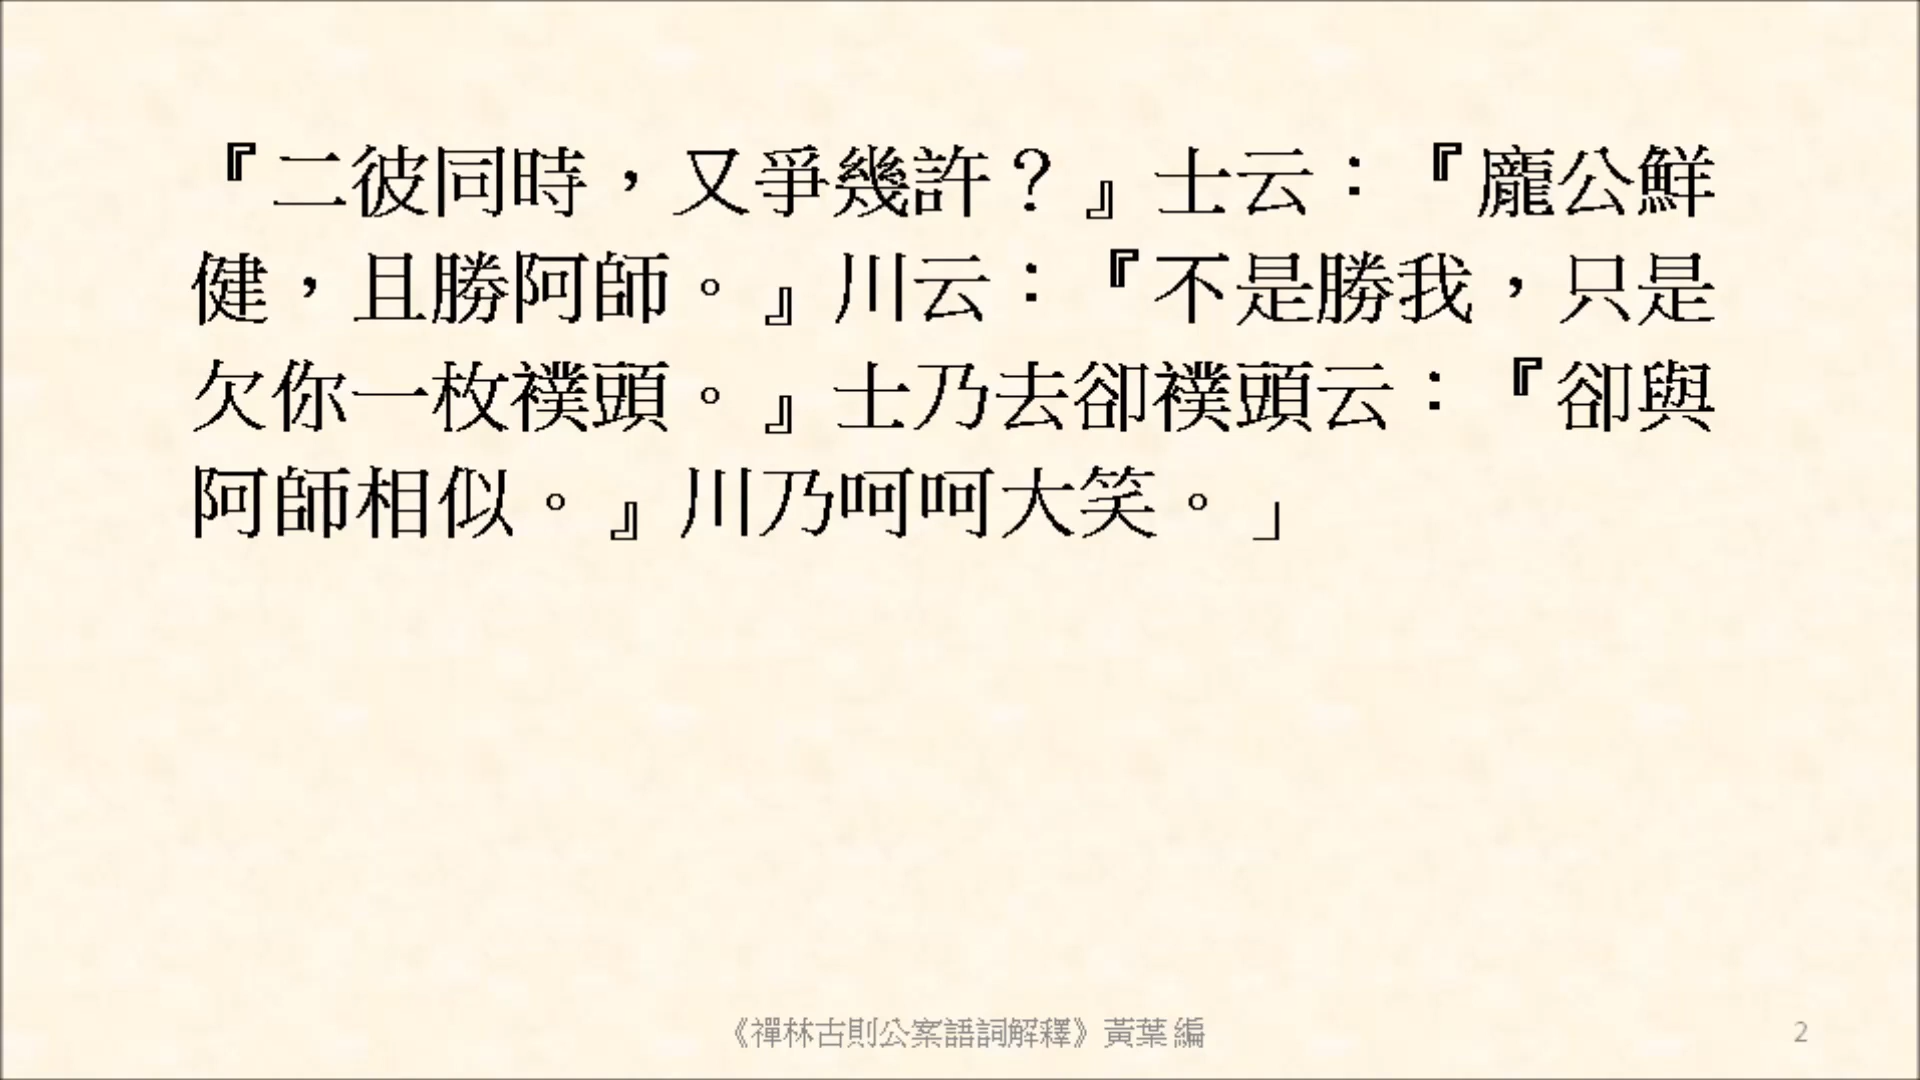 『二彼同時，又爭幾許？』士云：『龐公鮮
健，且勝阿師。』川云：『不是勝我，只是
欠你一枚襆頭。』士乃去卻襆頭云：『卻與
阿師相似。』川乃呵呵大笑。」
《禪林古則公案語詞解釋》黃葉 編
2